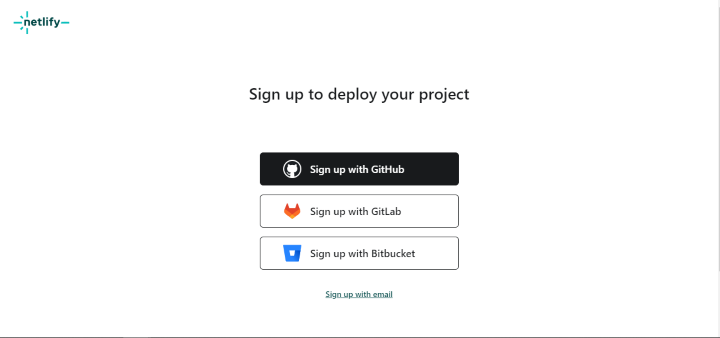 netlify
Sign up to deploy your project
Sign up with GitHub
Sign up with GitLab
Sign up with Bitbucket
Sign up with email